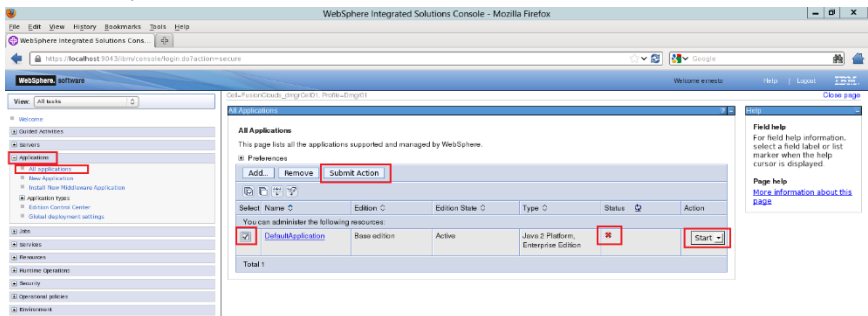 WebSphere Integrated Solutions Console - Mozilla Firefox
File Edit View History Bookmarks Tools Help
WebSphere Integrated Solutions Cons...
https://localhost:9043/ibm/console/login.do?action=secure
Google
WebSphere. software
Welcome ernesta
Help | Logout
IBM.
View: All tasks
Welcome
Guided Activities
Servers
Applications
All applications
New Application
Install New Middleware Application
Application Types
Edition Control Center
Global deployment settings
Jobs
Services
Resources
Runtime Operations
Security
Operational policies
Environment
Close page
All Applications
All Applications
This page lists all the applications supported and managed by WebSphere.
Preferences
Add... Remove Submit Action
Select Name Edition Edition State Type Status Action
You can administer the following resources:
DefaultApplication Base edition Active Java 2 Platform, Enterprise Edition Start
Total 1
Help
Field help
For field help information,
select a field label or list
marker when the help
cursor is displayed.
Page help
More information about this
page